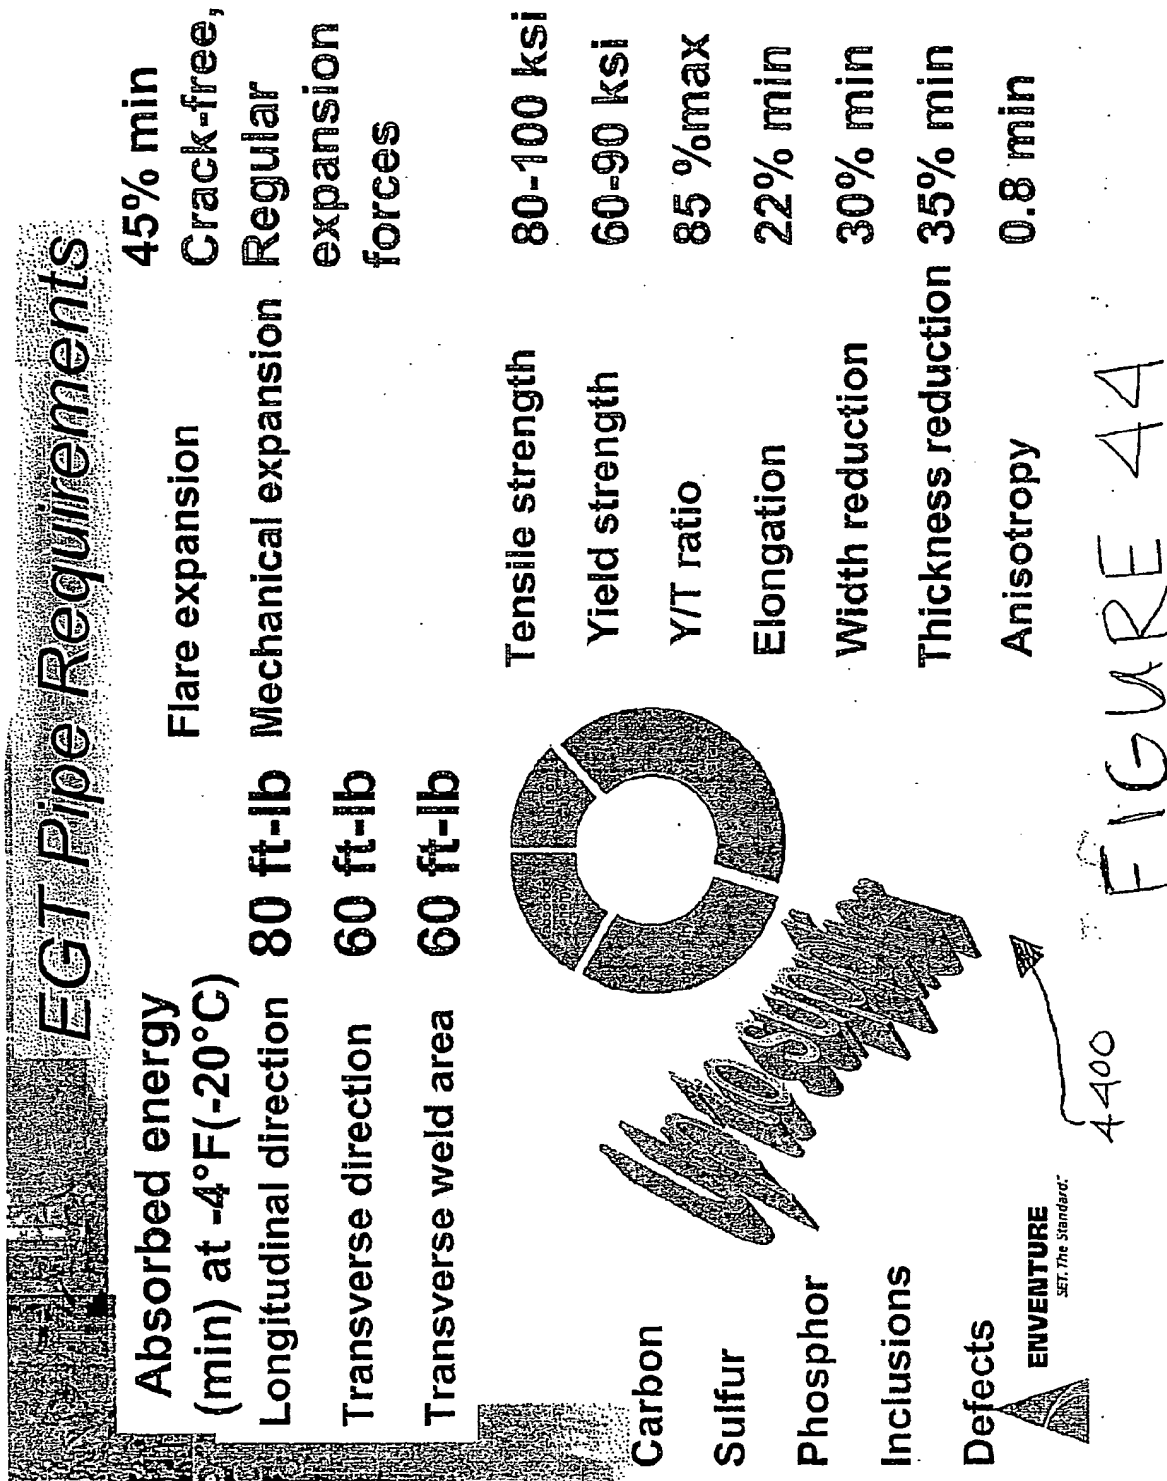 EGT Pipe Requirements
Absorbed energy
(min) at -4°F(-20°C)
Longitudinal direction 80 ft-lb
Transverse direction 60 ft-lb
Transverse weld area 60 ft-lb
Flare expansion 45% min
Mechanical expansion Crack-free,
Regular
expansion
forces
Carbon
Sulfur
Phosphor
Inclusions
Defects
Tensile strength 80-100 ksi
Yield strength 60-90 ksi
Y/T ratio 85 %max
Elongation 22% min
Width reduction 30% min
Thickness reduction 35% min
Anisotropy 0.8 min
ENVENTURE
SET. The Standard.
4400
FIGURE 44